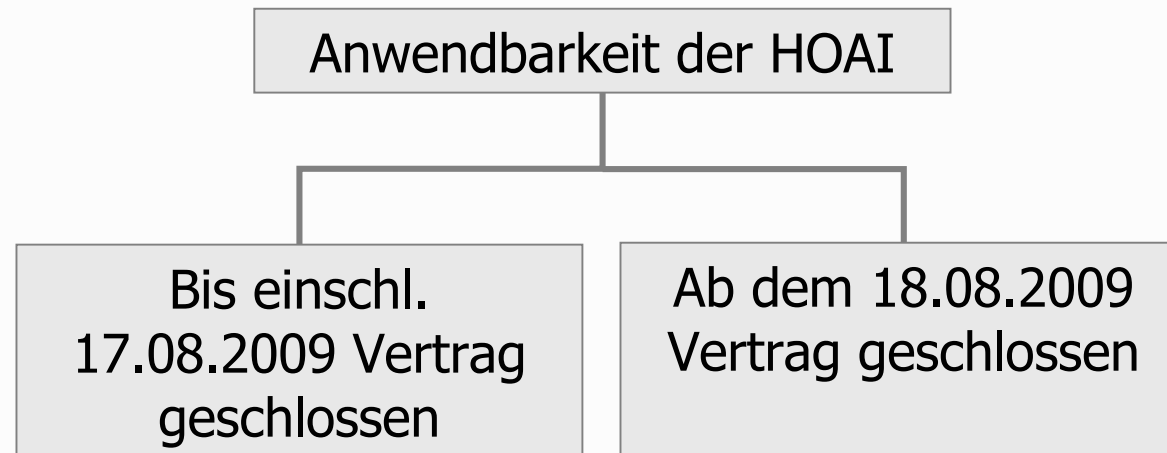 Anwendbarkeit der HOAI
Bis einschl.
17.08.2009 Vertrag
geschlossen
Ab dem 18.08.2009
Vertrag geschlossen